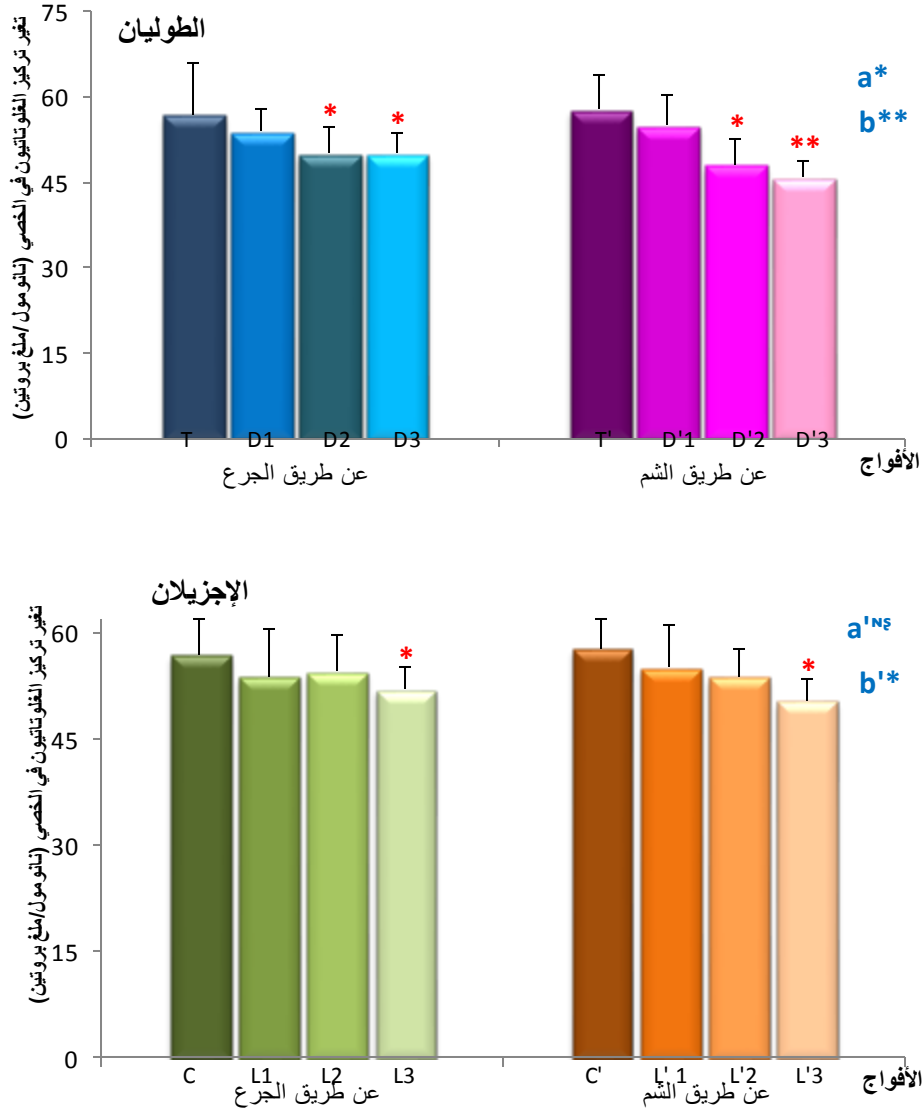 الطوليان
تغير تركيز الغلوتاثيون في الخصي (نانومول/ملغ بروتين)
75
60
45
30
15
0
* * * **
a*
b**
T D1 D2 D3 T' D'1 D'2 D'3
عن طريق الجرع عن طريق الشم
الأفواج
الإجزيلان
تغير تركيز الغلوتاثيون في الخصي (نانومول/ملغ بروتين)
60
45
30
15
0
* *
a'NS
b'*
C L1 L2 L3 C' L'1 L'2 L'3
عن طريق الجرع عن طريق الشم
الأفواج